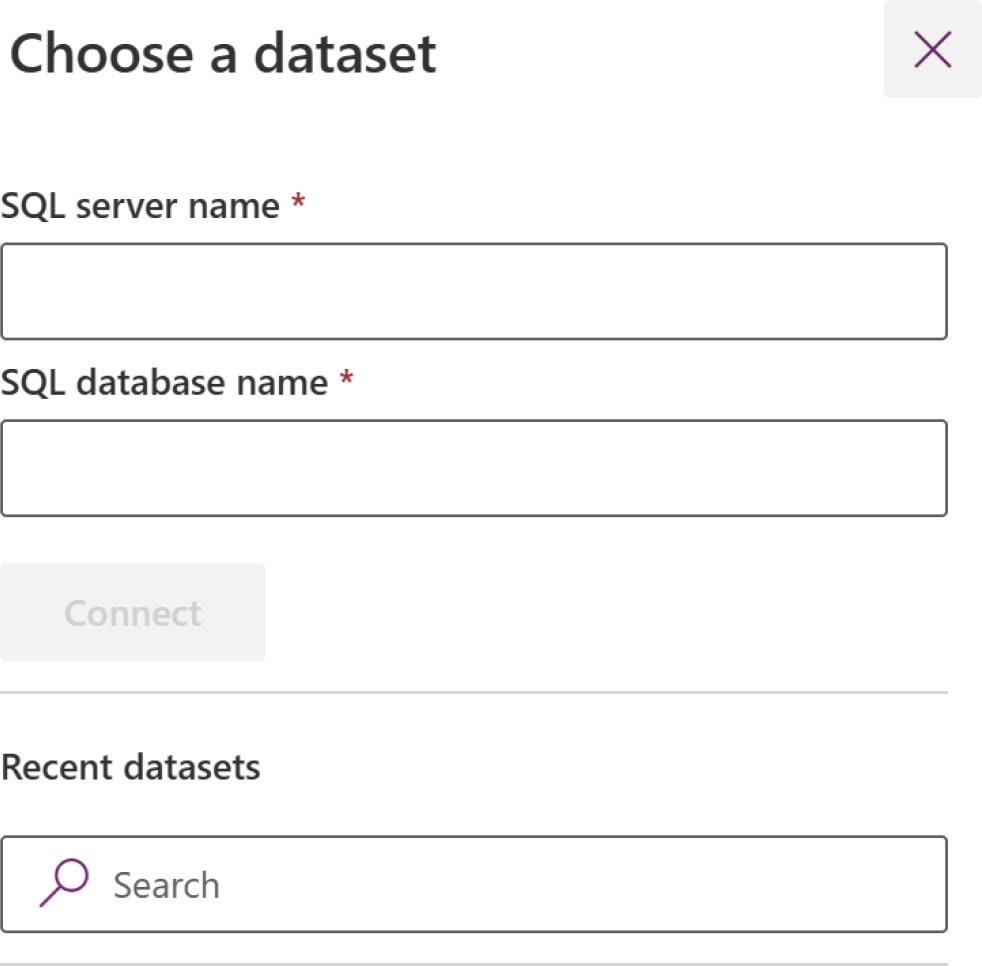 Choose a dataset
SQL server name *
SQL database name *
Connect
Recent datasets
Search